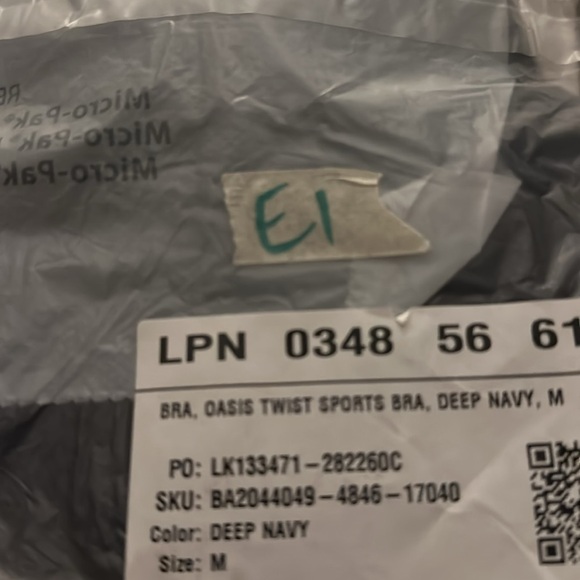 Micro-Pak
Micro-Pak
Micro-Pak
E1
LPN 0348 56 61
BRA, OASIS TWIST SPORTS BRA, DEEP NAVY, M
PO: LK133471-282260C
SKU: BA2044049-4846-17040
Color: DEEP NAVY
Size: M